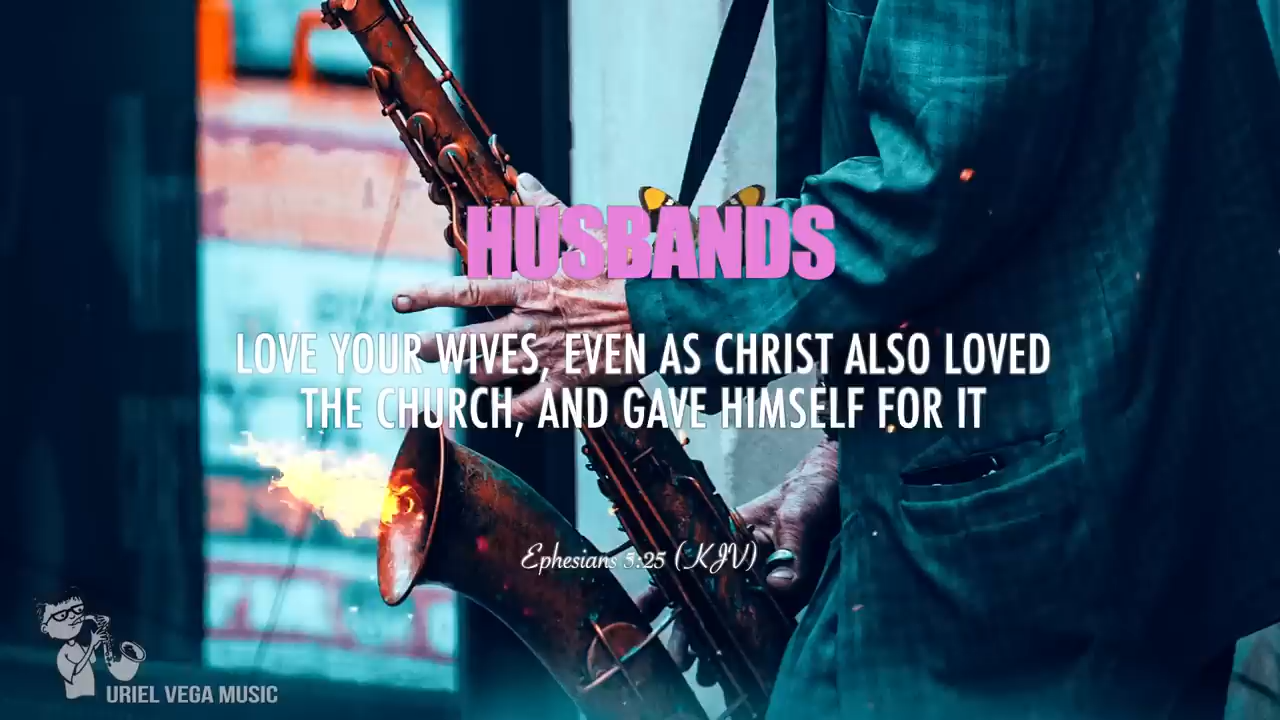 HUSBANDS
LOVE YOUR WIVES, EVEN AS CHRIST ALSO LOVED
THE CHURCH, AND GAVE HIMSELF FOR IT
Ephesians 5:25 (KJV)
URIEL VEGA MUSIC